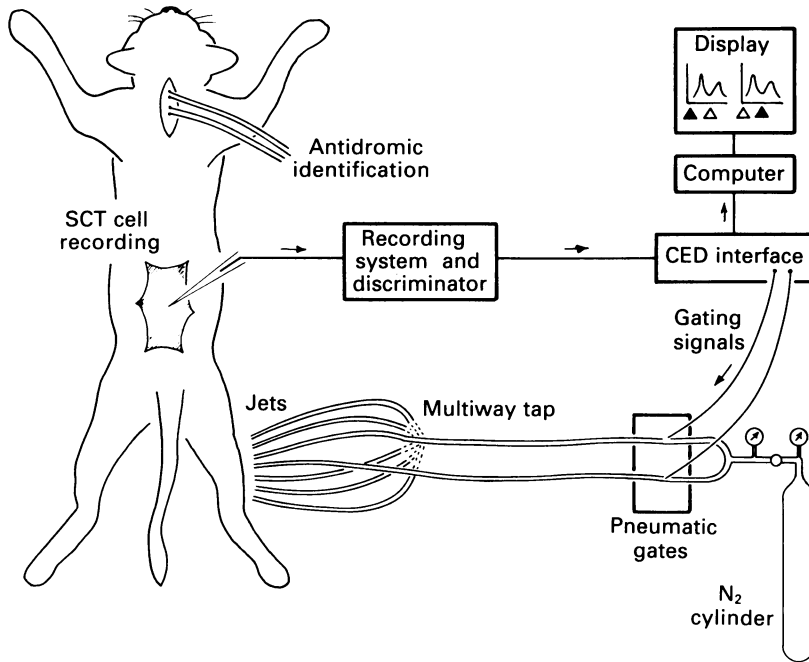 Display
Antidromic
identification
Computer
SCT cell
recording
Recording
system and
discriminator
CED interface
Gating
signals
Jets
Multiway tap
Pneumatic
gates
N₂
cylinder